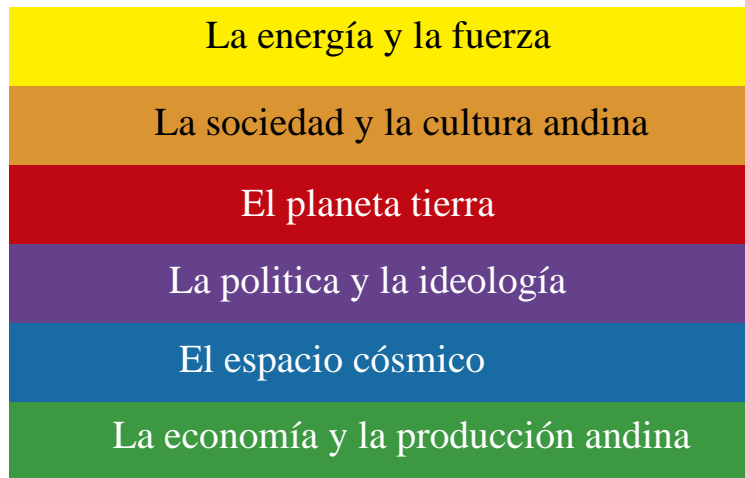 La energía y la fuerza
La sociedad y la cultura andina
El planeta tierra
La politica y la ideología
El espacio cósmico
La economía y la producción andina